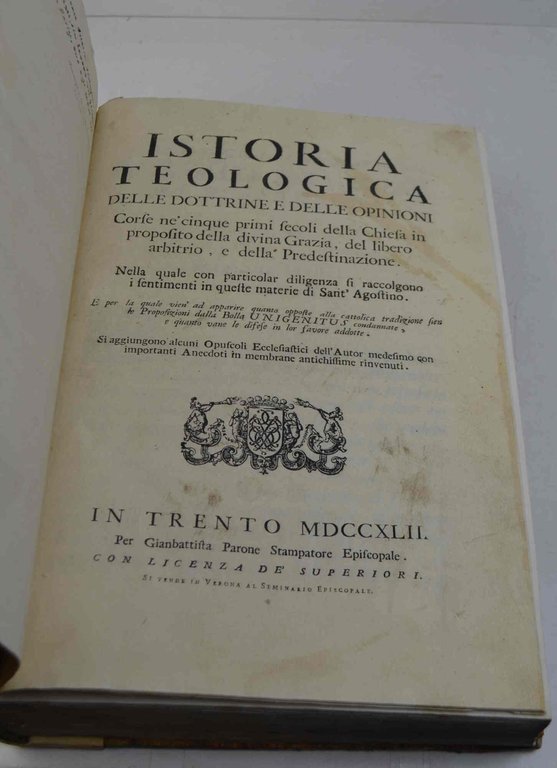 ISTORIA
TEOLOGICA
DELLE DOTTRINE E DELLE OPINIONI
Corſe ne' cinque primi ſecoli della Chieſa in
propoſito della divina Grazia, del libero
arbitrio, e della Predeſtinazione.
Nella quale con particolar diligenza ſi raccolgono
i ſentimenti in queſte materie di Sant' Agoſtino.
E per la quale vien' ad apparire quanto oppoſte alla cattolica tradizione ſien
le Propoſizioni dalla Bolla UNIGENITUS condannate,
e quanto vane le difeſe in lor favore addotte.
Si aggiungono alcuni Opuſcoli Eccleſiaſtici dell'Autor medeſimo con
importanti Anecdoti in membrane antichiſſime rinvenuti.
IN TRENTO MDCCXLII.
Per Gianbattiſta Parone Stampatore Epiſcopale.
CON LICENZA DE' SUPERIORI.
SI VENDE IN VERONA AL SEMINARIO EPISCOPALE.